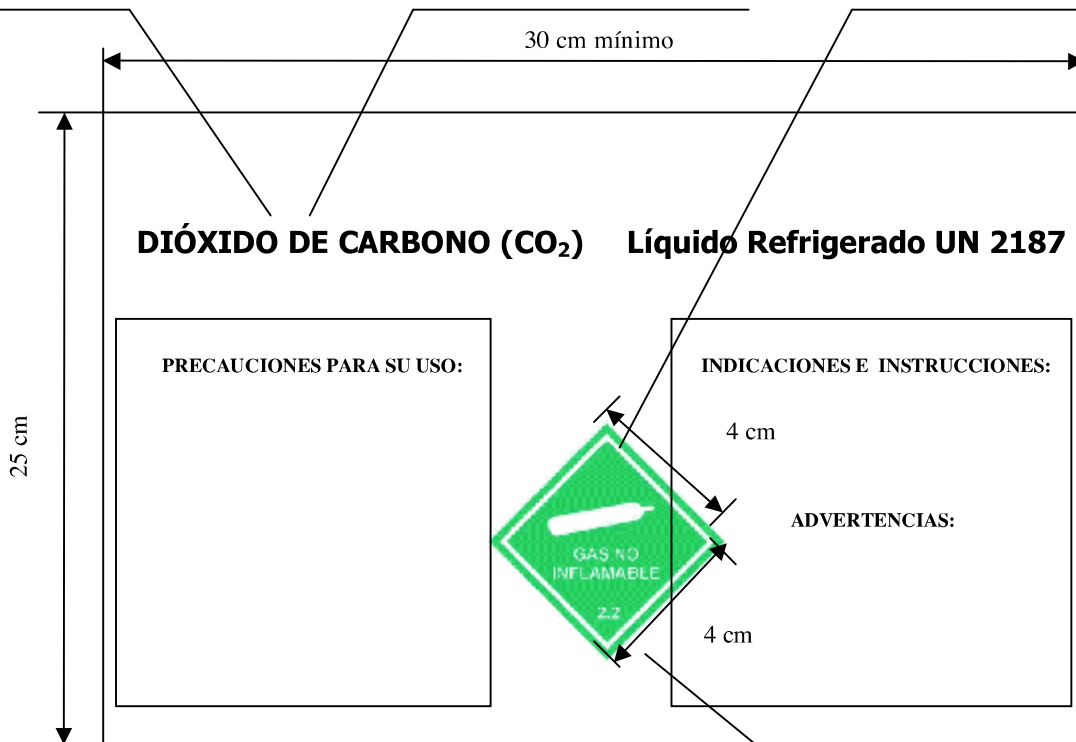 30 cm mínimo
DIÓXIDO DE CARBONO (CO₂) Líquido Refrigerado UN 2187
PRECAUCIONES PARA SU USO:
INDICACIONES E INSTRUCCIONES:
25 cm
4 cm
ADVERTENCIAS:
GAS NO
INFLAMABLE
2.2
4 cm